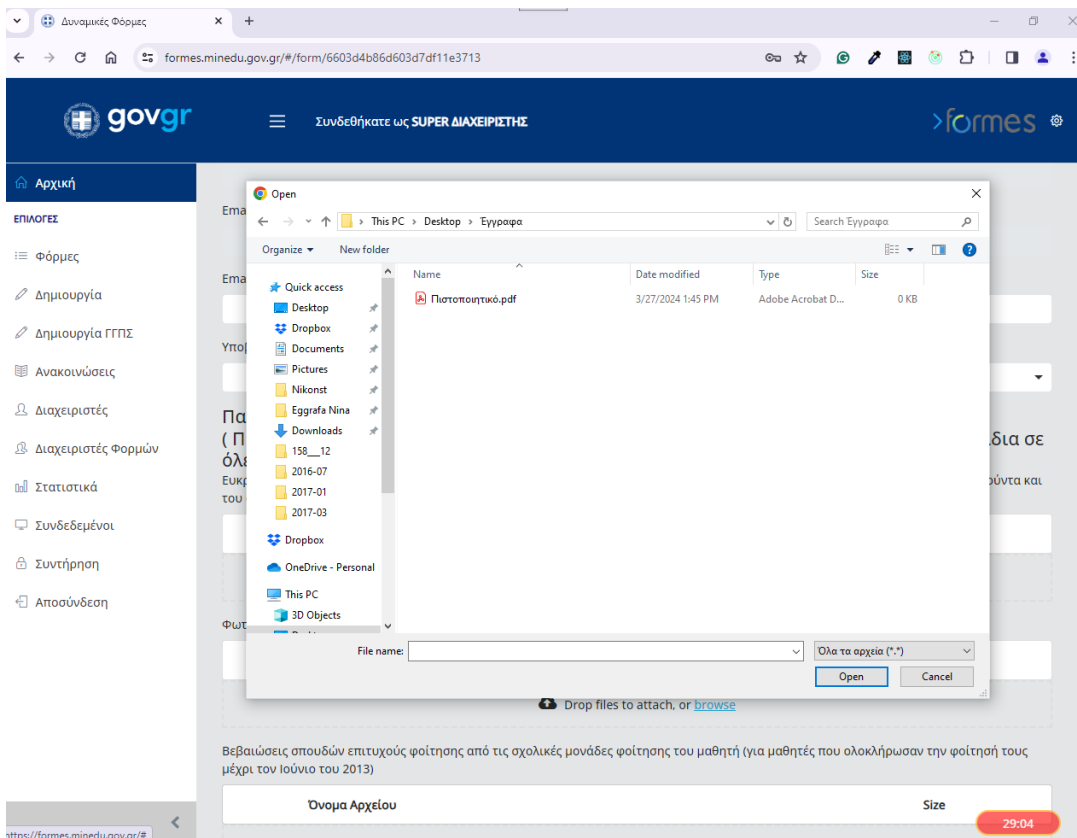 Δυναμικές Φόρμες
formes.minedu.gov.gr/#/form/6603d4b86d603d7df11e3713
govgr
Συνδεθήκατε ως SUPER ΔΙΑΧΕΙΡΙΣΤΗΣ
>formes
Αρχική
ΕΠΙΛΟΓΕΣ
Φόρμες
Δημιουργία
Δημιουργία ΓΓΠΣ
Ανακοινώσεις
Διαχειριστές
Διαχειριστές Φορμών
Στατιστικά
Συνδεδεμένοι
Συντήρηση
Αποσύνδεση
https://formes.minedu.gov.gr/#
Open
This PC > Desktop > Έγγραφα
Search Έγγραφα
Organize
New folder
Name Date modified Type Size
Πιστοποιητικό.pdf 3/27/2024 1:45 PM Adobe Acrobat D... 0 KB
Quick access
Desktop
Dropbox
Documents
Pictures
Nikonst
Eggrafa Nina
Downloads
158__12
2016-07
2017-01
2017-03
Dropbox
OneDrive - Personal
This PC
3D Objects
File name:
Όλα τα αρχεία (*.*)
Open Cancel
δια σε
ούντα και
του
Drop files to attach, or browse
Βεβαιώσεις σπουδών επιτυχούς φοίτησης από τις σχολικές μονάδες φοίτησης του μαθητή (για μαθητές που ολοκλήρωσαν την φοίτησή τους
μέχρι τον Ιούνιο του 2013)
Όνομα Αρχείου Size
29:04